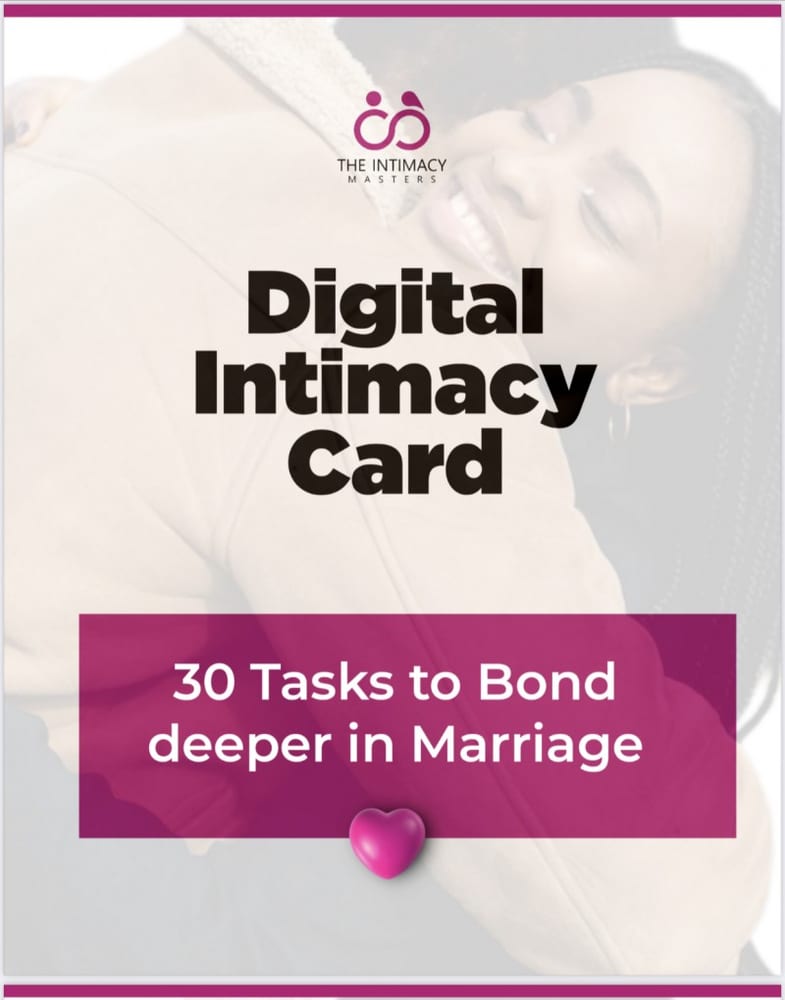 THE INTIMACY
MASTERS
Digital
Intimacy
Card
30 Tasks to Bond
deeper in Marriage